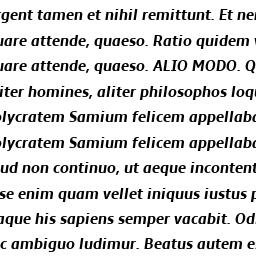 rgent tamen et nihil remittunt. Et ne
uare attende, quaeso. Ratio quidem v
uare attende, quaeso. ALIO MODO. Q
liter homines, aliter philosophos loqu
olycratem Samium felicem appellaba
olycratem Samium felicem appellaba
ud non continuo, ut aeque incontent
se enim quam vellet iniquus iustus p
aque his sapiens semper vacabit. Od
c ambiguo ludimur. Beatus autem e